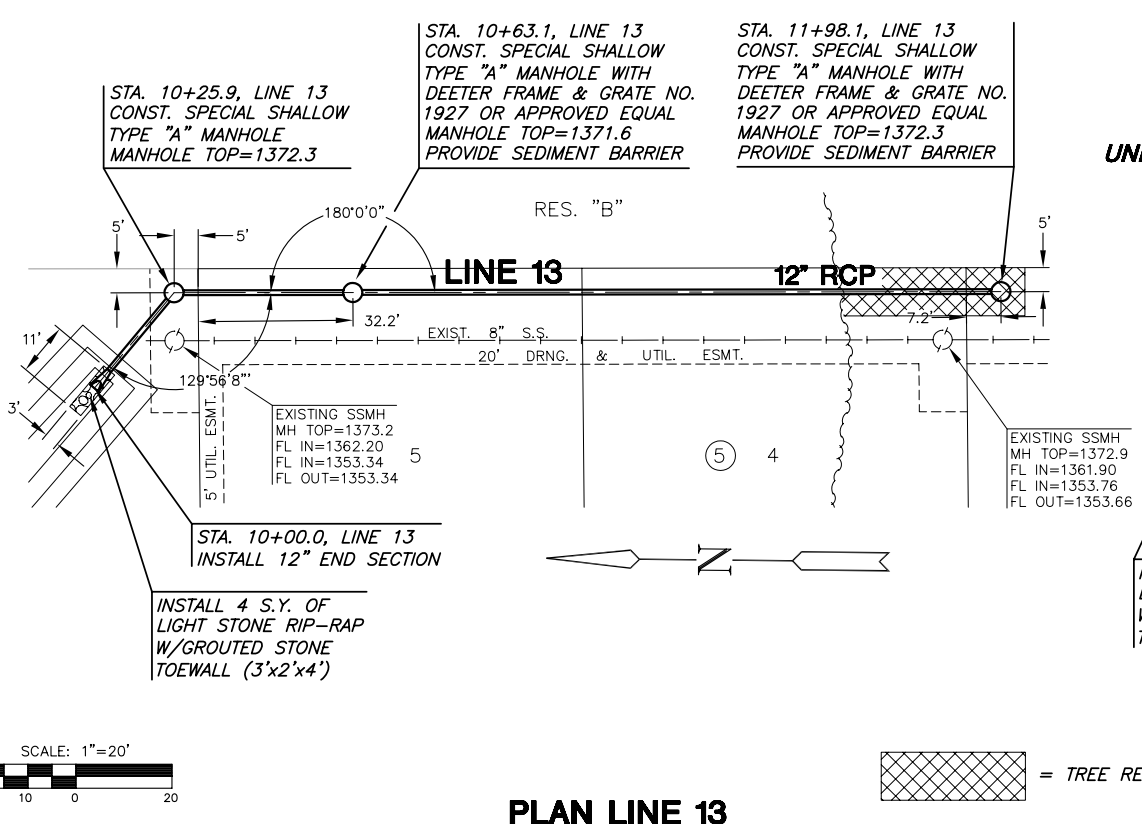 STA. 10+25.9, LINE 13
CONST. SPECIAL SHALLOW
TYPE "A" MANHOLE
MANHOLE TOP=1372.3
STA. 10+63.1, LINE 13
CONST. SPECIAL SHALLOW
TYPE "A" MANHOLE WITH
DEETER FRAME & GRATE NO.
1927 OR APPROVED EQUAL
MANHOLE TOP=1371.6
PROVIDE SEDIMENT BARRIER
STA. 11+98.1, LINE 13
CONST. SPECIAL SHALLOW
TYPE "A" MANHOLE WITH
DEETER FRAME & GRATE NO.
1927 OR APPROVED EQUAL
MANHOLE TOP=1372.3
PROVIDE SEDIMENT BARRIER
5'
5'
180°0'0"
RES. "B"
5'
LINE 13
12" RCP
32.2'
7.2'
EXIST. 8" S.S.
20' DRNG. & UTIL. ESMT.
11'
3'
129°56'8"
5' UTIL. ESMT.
EXISTING SSMH
MH TOP=1373.2
FL IN=1362.20
FL IN=1353.34
FL OUT=1353.34
5
5
4
EXISTING SSMH
MH TOP=1372.9
FL IN=1361.90
FL IN=1353.76
FL OUT=1353.66
STA. 10+00.0, LINE 13
INSTALL 12" END SECTION
N
INSTALL 4 S.Y. OF
LIGHT STONE RIP-RAP
W/GROUTED STONE
TOEWALL (3'x2'x4')
SCALE: 1"=20'
10 0 20
= TREE RE
PLAN LINE 13